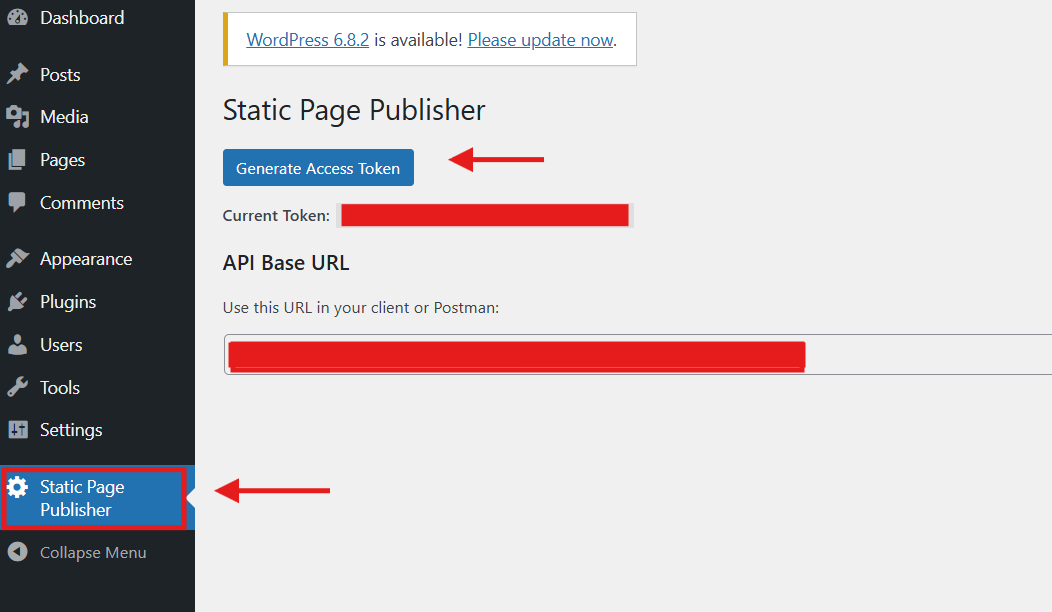 Dashboard
Posts
Media
Pages
Comments
Appearance
Plugins
Users
Tools
Settings
Static Page
Publisher
Collapse Menu
WordPress 6.8.2 is available! Please update now.
Static Page Publisher
Generate Access Token
Current Token:
API Base URL
Use this URL in your client or Postman: